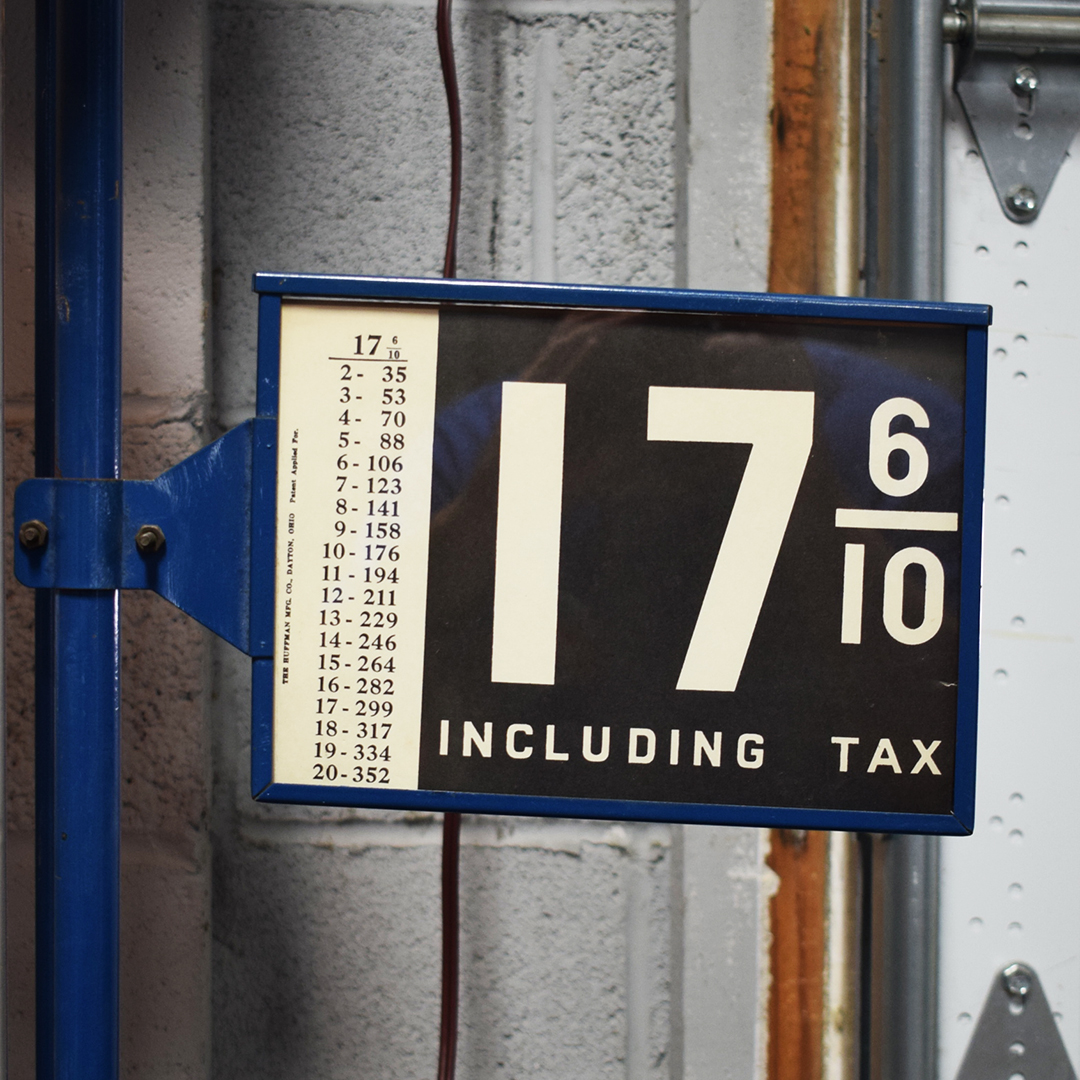 17 6/10
2 - 35
3 - 53
4 - 70
5 - 88
6 - 106
7 - 123
8 - 141
9 - 158
10 - 176
11 - 194
12 - 211
13 - 229
14 - 246
15 - 264
16 - 282
17 - 299
18 - 317
19 - 334
20 - 352
THE HUFFMAN MFG. CO., DAYTON, OHIO Patent Applied For.
17 6/10
INCLUDING TAX